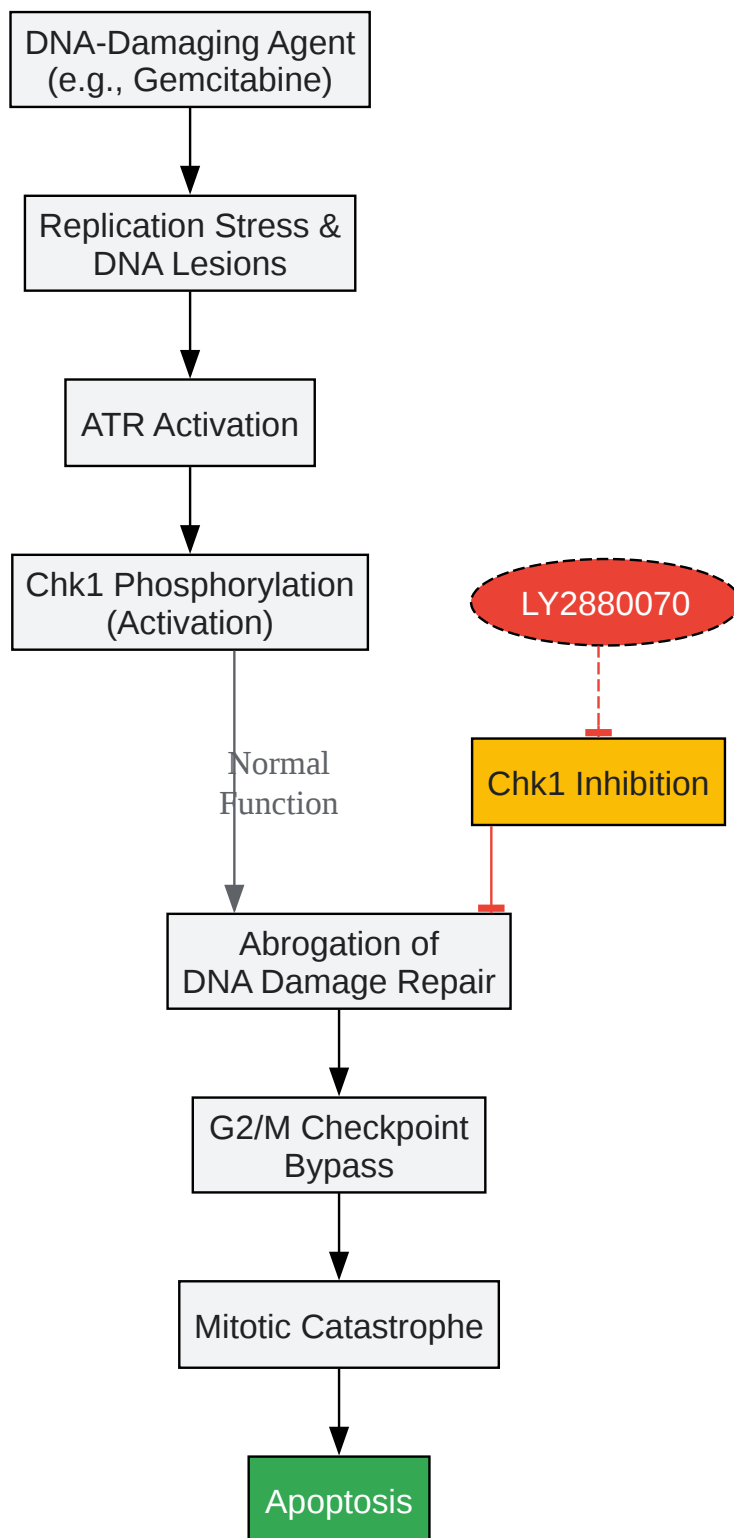 DNA-Damaging Agent
(e.g., Gemcitabine)
Replication Stress &
DNA Lesions
ATR Activation
Chk1 Phosphorylation
(Activation)
LY2880070
Normal
Function
Chk1 Inhibition
Abrogation of
DNA Damage Repair
G2/M Checkpoint
Bypass
Mitotic Catastrophe
Apoptosis